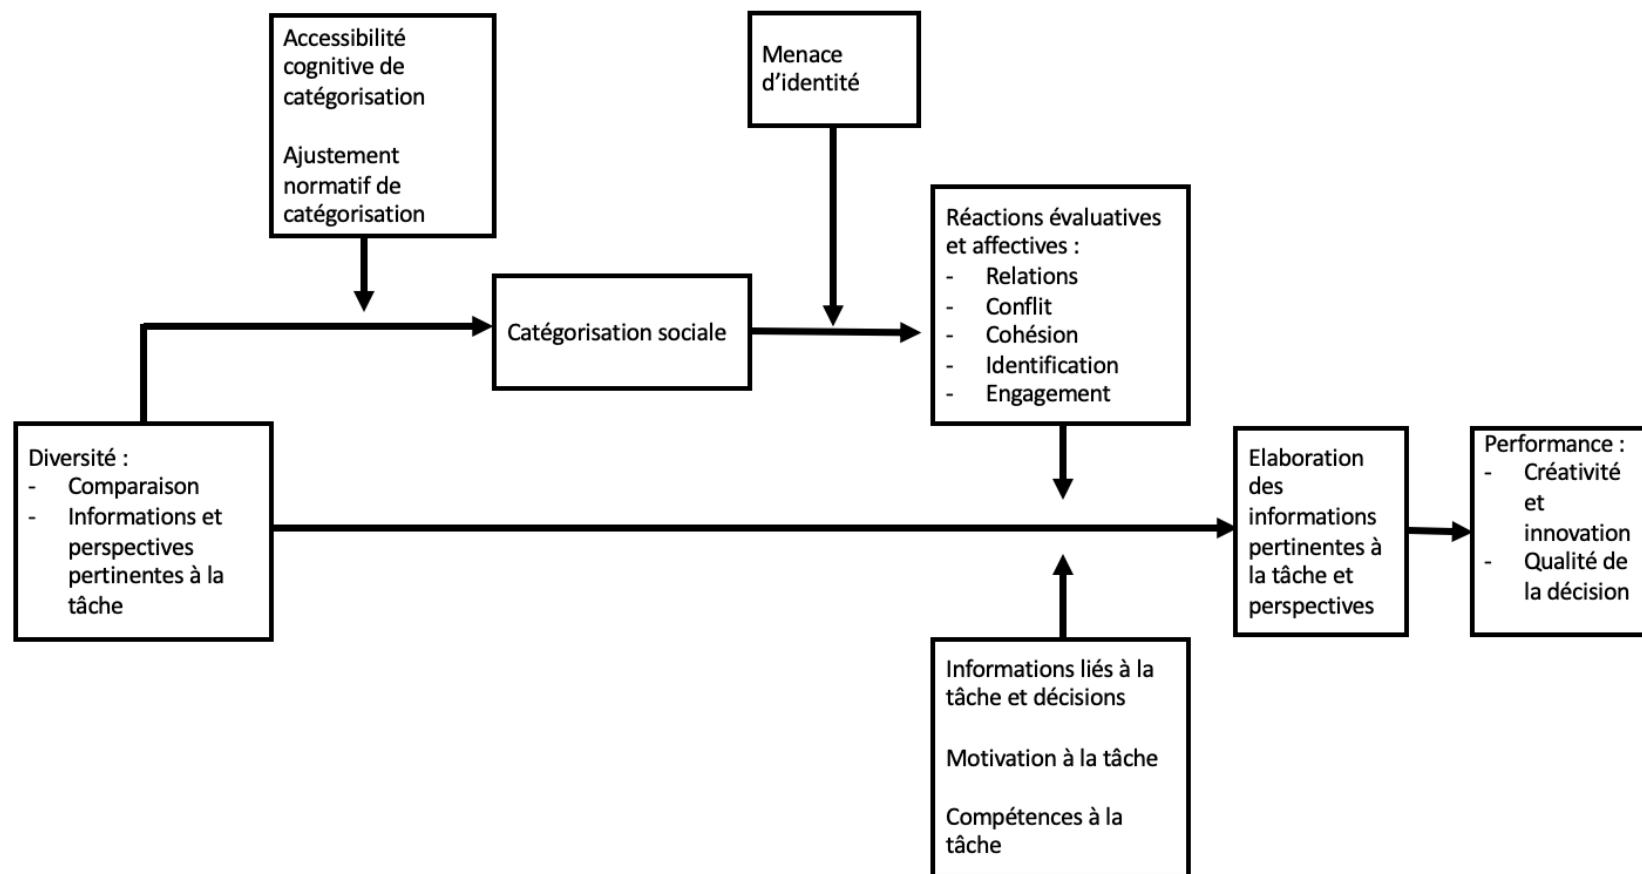 Accessibilité
cognitive de
catégorisation
Ajustement
normatif de
catégorisation
Menace
d’identité
Catégorisation sociale
Réactions évaluatives
et affectives :
- Relations
- Conflit
- Cohésion
- Identification
- Engagement
Diversité :
- Comparaison
- Informations et
perspectives
pertinentes à la
tâche
Elaboration
des
informations
pertinentes à
la tâche et
perspectives
Performance :
- Créativité
et
innovation
- Qualité de
la décision
Informations liés à la
tâche et décisions
Motivation à la tâche
Compétences à la
tâche